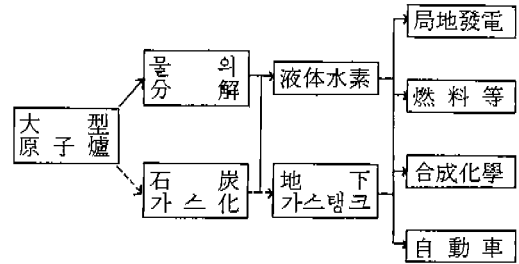 大型
原子爐
물의
分解
石炭
가스化
液体水素
地下
가스탱크
局地發電
燃料等
合成化學
自動車